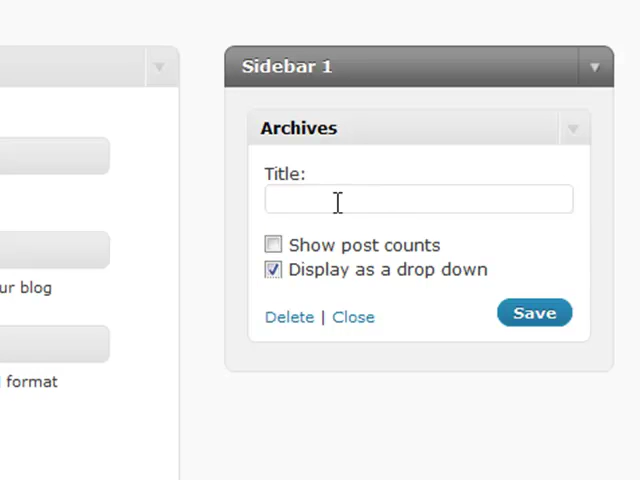 Sidebar 1
Archives
Title:
Show post counts
Display as a drop down
Delete | Close
Save
ur blog
format